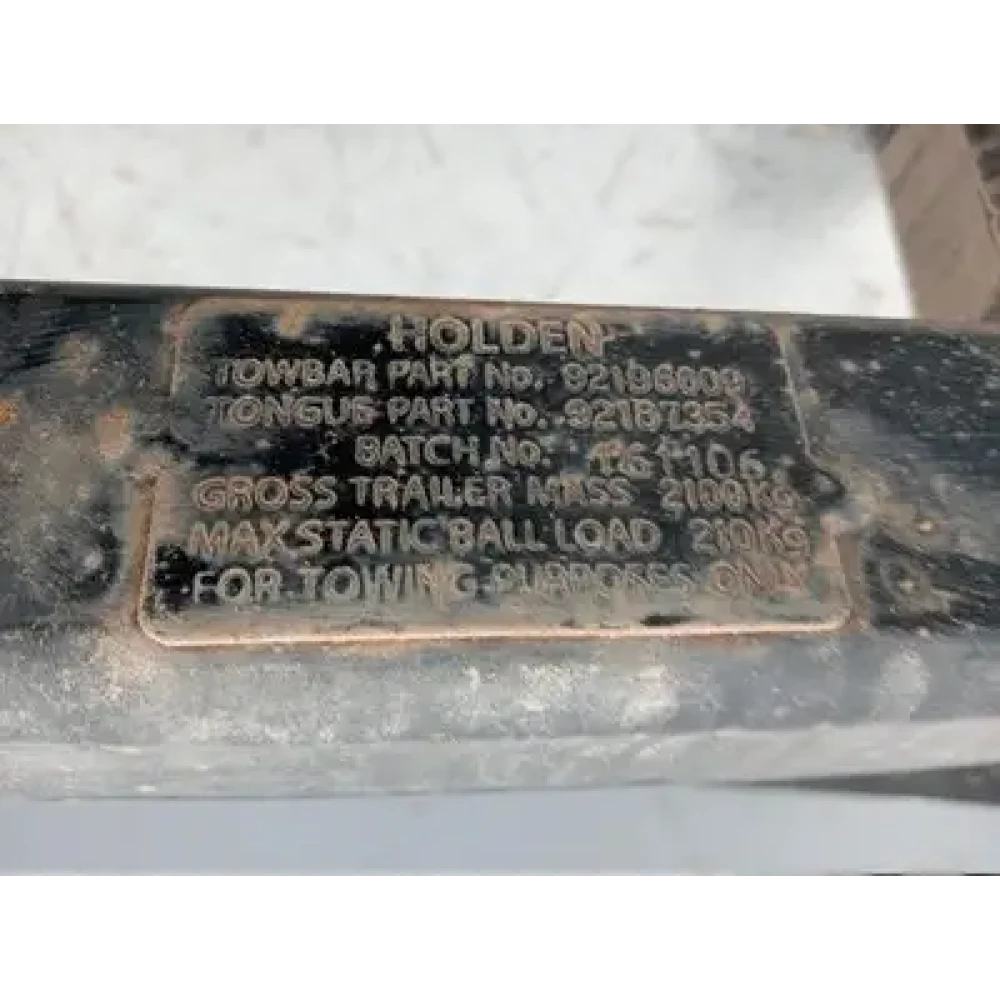 HOLDEN
TOWBAR PART No. 92196009
TONGUE PART No. 92187354
BATCH No. 161106
GROSS TRAILER MASS 2100Kg
MAX STATIC BALL LOAD 210Kg
FOR TOWING PURPOSES ONLY